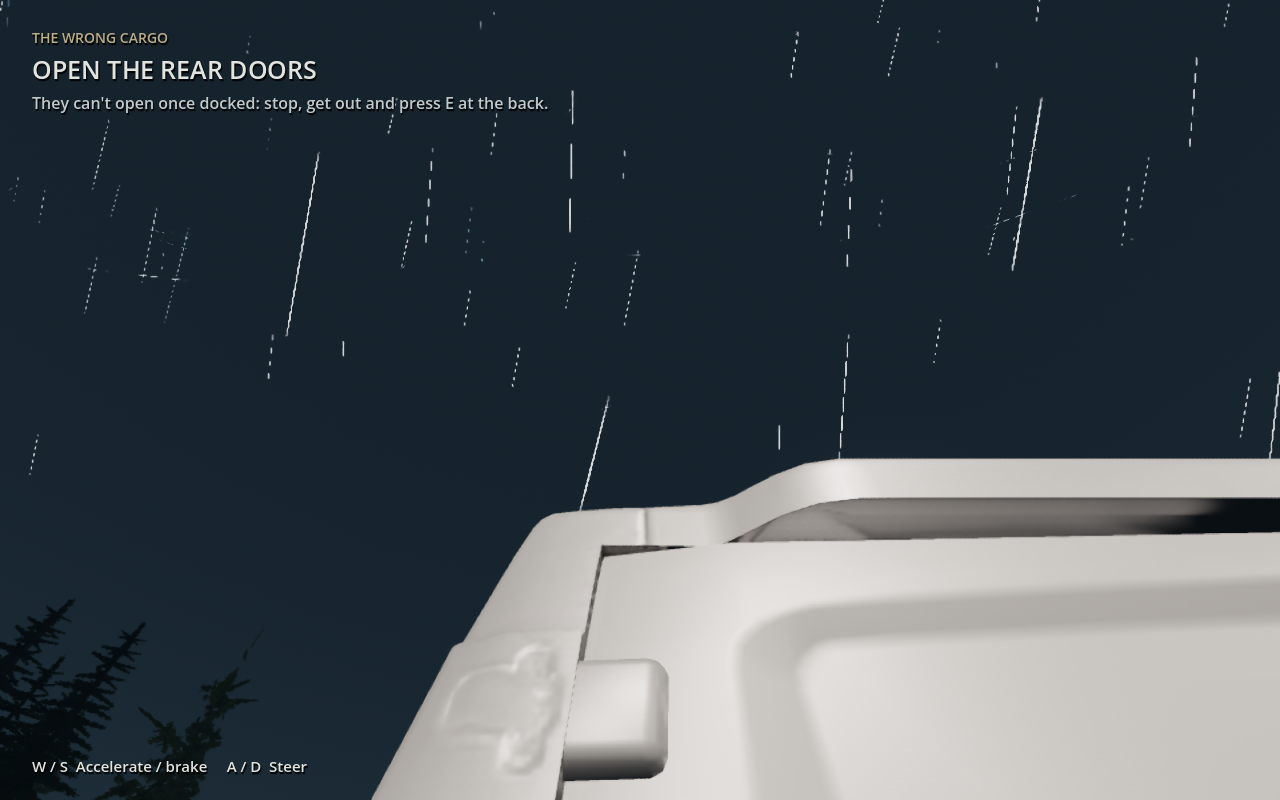 THE WRONG CARGO
OPEN THE REAR DOORS
They can't open once docked: stop, get out and press E at the back.
W / S  Accelerate / brake    A / D  Steer